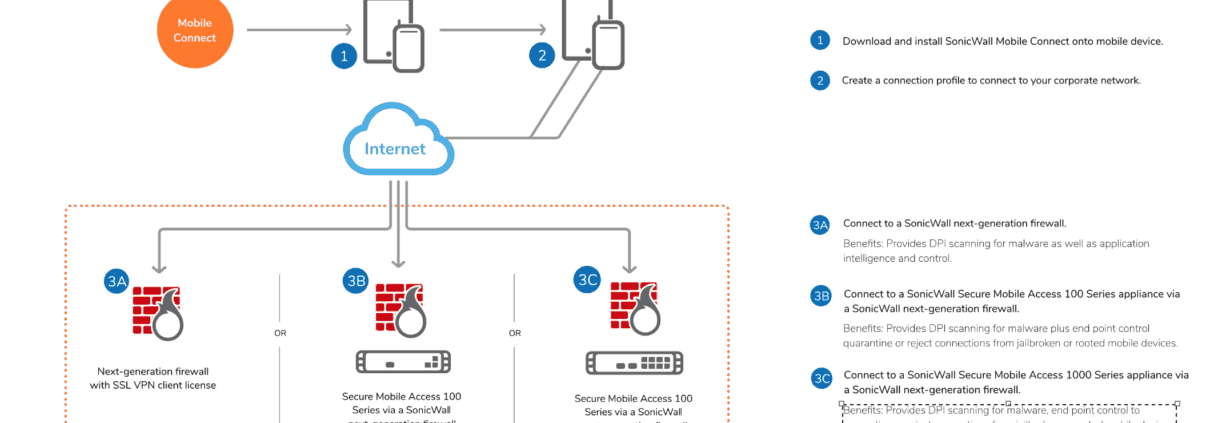 Mobile
Connect
1
2
Internet
3A
3B
3C
OR
OR
Next-generation firewall
with SSL VPN client license
Secure Mobile Access 100
Series via a SonicWall
next-generation firewall
Secure Mobile Access 100
Series via a SonicWall
1 Download and install SonicWall Mobile Connect onto mobile device.
2 Create a connection profile to connect to your corporate network.
3A Connect to a SonicWall next-generation firewall.
Benefits: Provides DPI scanning for malware as well as application
intelligence and control.
3B Connect to a SonicWall Secure Mobile Access 100 Series appliance via
a SonicWall next-generation firewall.
Benefits: Provides DPI scanning for malware plus end point control
quarantine or reject connections from jailbroken or rooted mobile devices.
3C Connect to a SonicWall Secure Mobile Access 1000 Series appliance via
a SonicWall next-generation firewall.
Benefits: Provides DPI scanning for malware, end point control to